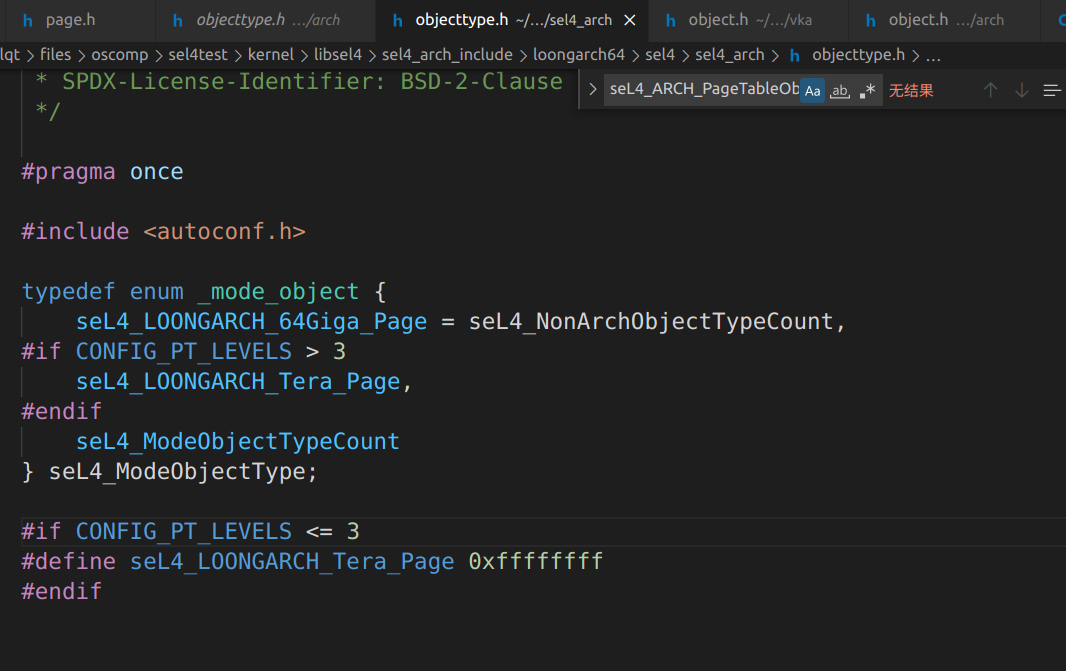 page.h
objecttype.h .../arch
objecttype.h ~/.../sel4_arch
object.h ~/.../vka
object.h .../arch
lqt > files > oscomp > sel4test > kernel > libsel4 > sel4_arch_include > loongarch64 > sel4 > sel4_arch > objecttype.h > ...
* SPDX-License-Identifier: BSD-2-Clause
seL4_ARCH_PageTableOb Aa ab .* 无结果
*/
#pragma once
#include <autoconf.h>
typedef enum _mode_object {
seL4_LOONGARCH_64Giga_Page = seL4_NonArchObjectTypeCount,
#if CONFIG_PT_LEVELS > 3
seL4_LOONGARCH_Tera_Page,
#endif
seL4_ModeObjectTypeCount
} seL4_ModeObjectType;
#if CONFIG_PT_LEVELS <= 3
#define seL4_LOONGARCH_Tera_Page 0xffffffff
#endif